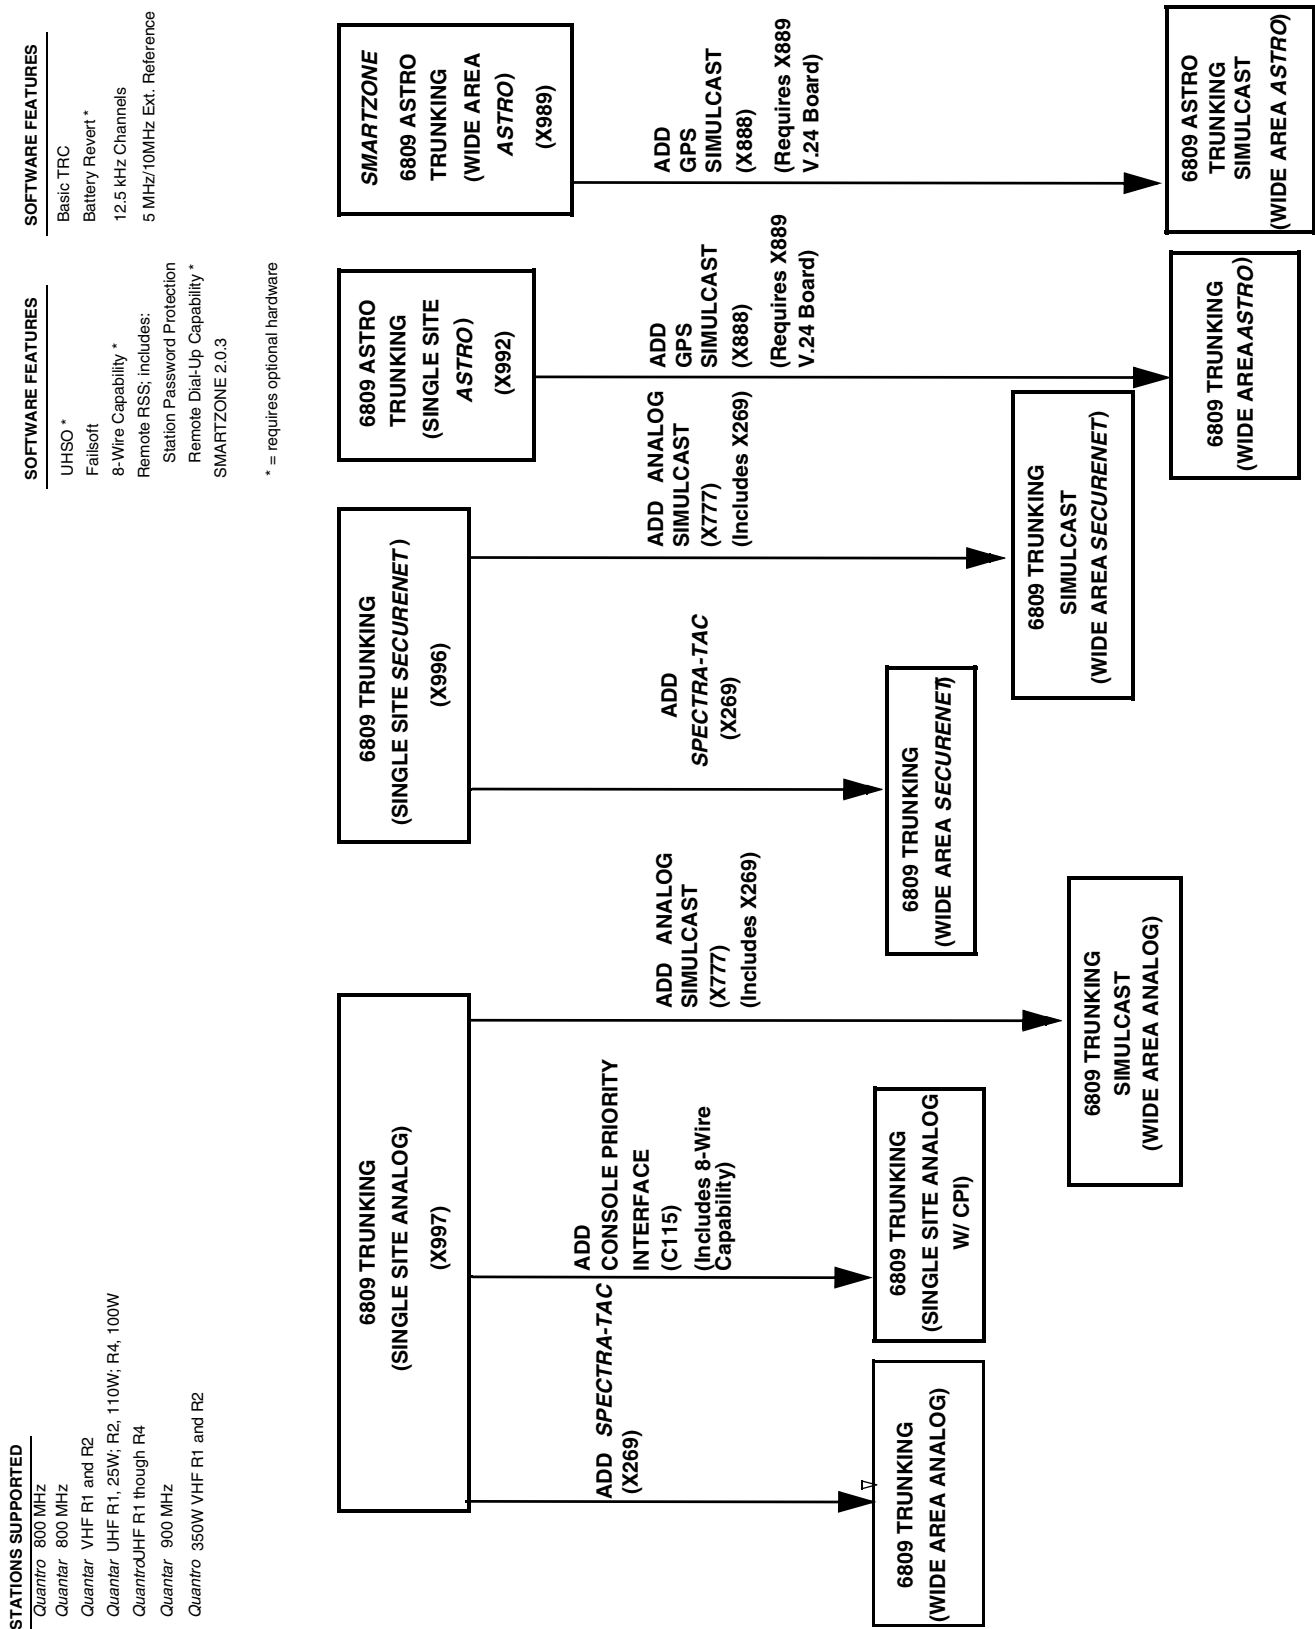 STATIONS SUPPORTED
Quantro 800 MHz
Quantar 800 MHz
Quantar VHF R1 and R2
Quantar UHF R1, 25W; R2, 110W; R4, 100W
QuantroUHF R1 though R4
Quantar 900 MHz
Quantro 350W VHF R1 and R2
SOFTWARE FEATURES
UHSO *
Failsoft
8-Wire Capability *
Remote RSS; includes:
Station Password Protection
Remote Dial-Up Capability *
SMARTZONE 2.0.3
* = requires optional hardware
SOFTWARE FEATURES
Basic TRC
Battery Revert *
12.5 kHz Channels
5 MHz/10MHz Ext. Reference
6809 TRUNKING
(SINGLE SITE ANALOG)
(X997)
6809 TRUNKING
(SINGLE SITE SECURENET )
(X996)
6809 ASTRO
TRUNKING
(SINGLE SITE
ASTRO)
(X992)
SMARTZONE
6809 ASTRO
TRUNKING
(WIDE AREA
ASTRO)
(X989)
ADD SPECTRA-TAC
(X269)
ADD
CONSOLE PRIORITY
INTERFACE
(C115)
(Includes 8-Wire
Capability)
ADD ANALOG
SIMULCAST
(X777)
(Includes X269)
ADD
SPECTRA-TAC
(X269)
ADD ANALOG
SIMULCAST
(X777)
(Includes X269)
ADD
GPS
SIMULCAST
(X888)
(Requires X889
V.24 Board)
ADD
GPS
SIMULCAST
(X888)
(Requires X889
V.24 Board)
6809 TRUNKING
(WIDE AREA ANALOG)
6809 TRUNKING
(SINGLE SITE ANALOG
W/ CPI)
6809 TRUNKING
SIMULCAST
(WIDE AREA ANALOG)
6809 TRUNKING
(WIDE AREA SECURENET)
6809 TRUNKING
SIMULCAST
(WIDE AREA SECURENET)
6809 TRUNKING
(WIDE AREA ASTRO)
6809 ASTRO
TRUNKING
SIMULCAST
(WIDE AREA ASTRO)